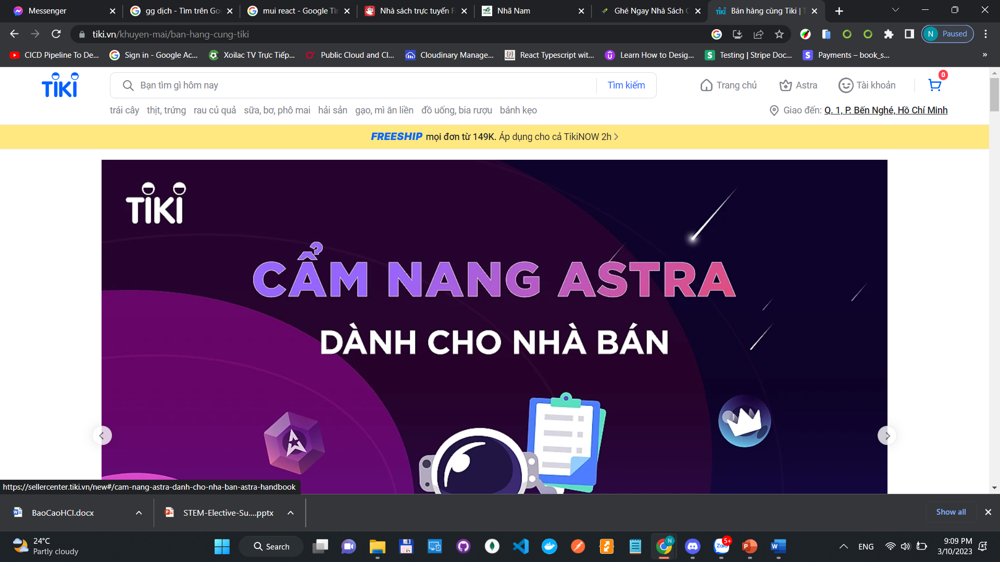 Messenger
gg dịch - Tìm trên Goo
mui react - Google Tìm
Nhà sách trực tuyến Fa
Nhã Nam
Ghé Ngay Nhà Sách C
Bán hàng cùng Tiki | T
tiki.vn/khuyen-mai/ban-hang-cung-tiki
N Paused
CICD Pipeline To De...
Sign in - Google Ac...
Xoilac TV Trực Tiếp...
Public Cloud and Cl...
Cloudinary Manage...
React Typescript wit...
Learn How to Desig...
Testing | Stripe Doc...
Payments – book_s...
TIKI
Bạn tìm gì hôm nay
Tìm kiếm
Trang chủ
Astra
Tài khoản
0
trái cây thịt, trứng rau củ quả sữa, bơ, phô mai hải sản gạo, mì ăn liền đồ uống, bia rượu bánh kẹo
Giao đến: Q. 1, P. Bến Nghé, Hồ Chí Minh
FREESHIP mọi đơn từ 149K. Áp dụng cho cả TikiNOW 2h
TIKI
CẨM NANG ASTRA
DÀNH CHO NHÀ BÁN
https://sellercenter.tiki.vn/new#/cam-nang-astra-danh-cho-nha-ban-astra-handbook
BaoCaoHCI.docx
STEM-Elective-Su....pptx
Show all
24°C
Partly cloudy
Search
64
N
Zalo
5+
ENG
9:09 PM
3/10/2023